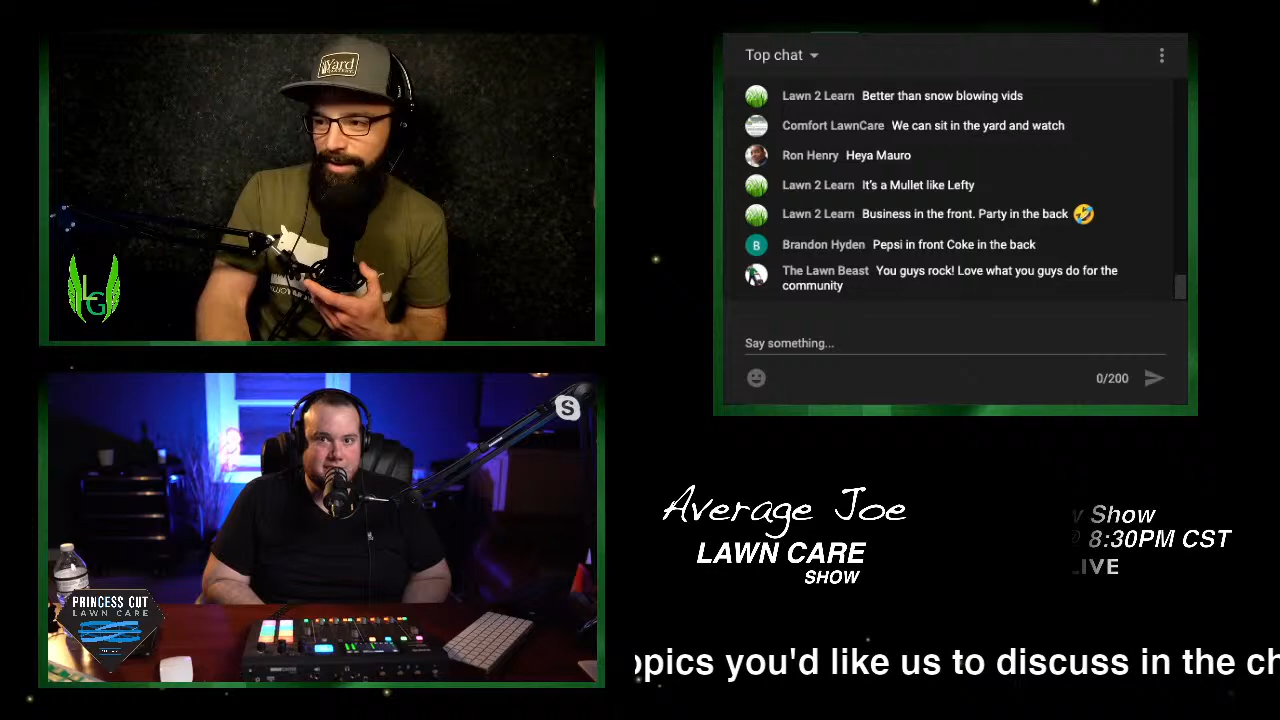 Yard
LG
PRINCESS CUT
LAWN CARE
S
Top chat
Lawn 2 Learn Better than snow blowing vids
Comfort LawnCare We can sit in the yard and watch
Ron Henry Heya Mauro
Lawn 2 Learn It's a Mullet like Lefty
Lawn 2 Learn Business in the front. Party in the back 🤣
B Brandon Hyden Pepsi in front Coke in the back
The Lawn Beast You guys rock! Love what you guys do for the
community
Say something...
0/200
Average Joe
LAWN CARE
SHOW
Show
8:30PM CST
LIVE
opics you'd like us to discuss in the ch